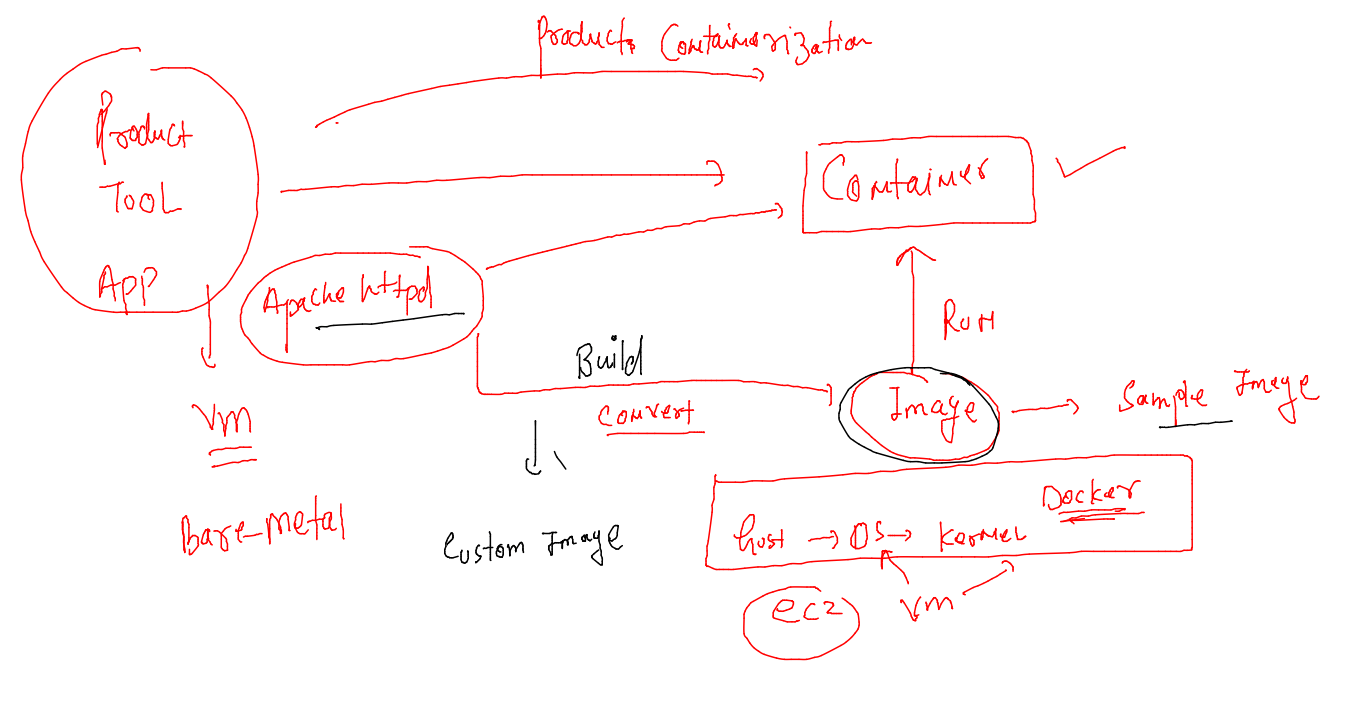 Products Containerization
Product
TOOL
APP
Container
Apache httpd
RUN
Build
Convert
Image
Sample Image
VM
Bare-Metal
Custom Image
Docker
host → OS → Kernel
EC2
VM